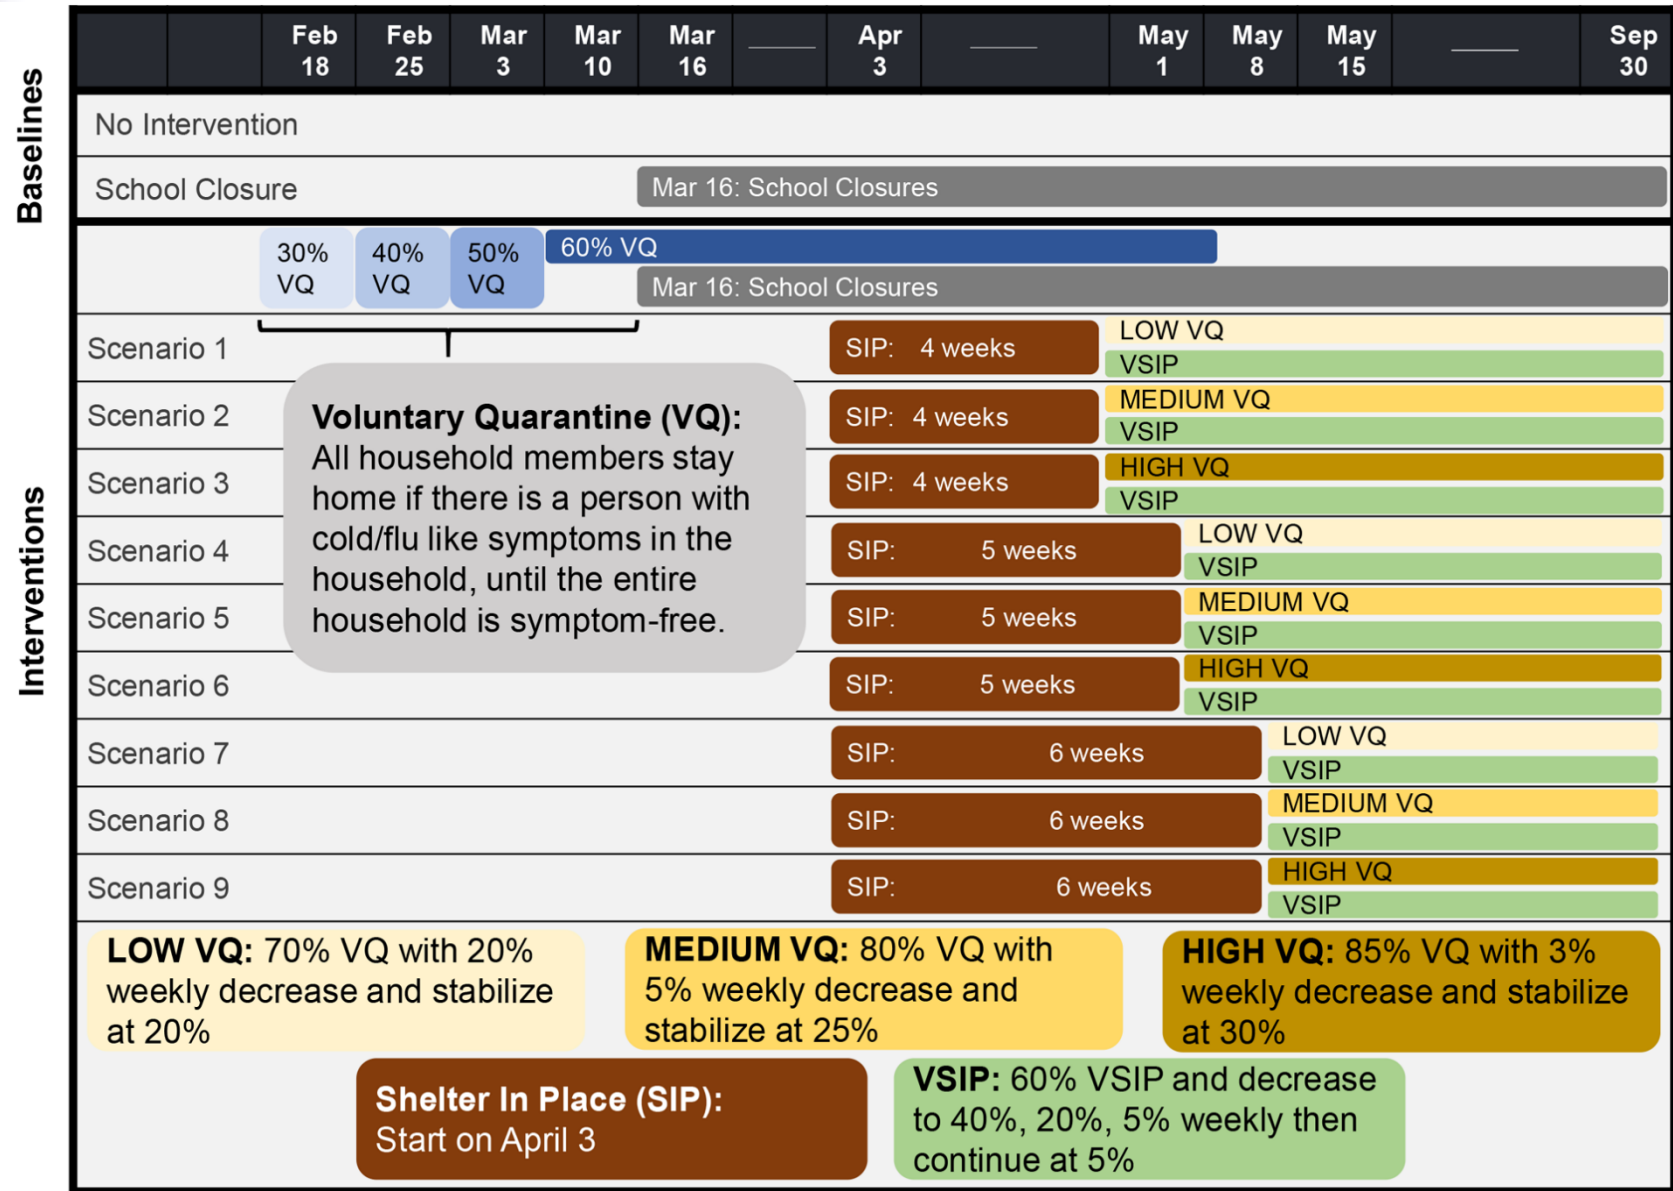 Feb 18
Feb 25
Mar 3
Mar 10
Mar 16
Apr 3
May 1
May 8
May 15
Sep 30
Baselines
No Intervention
School Closure
Mar 16: School Closures
Interventions
30% VQ
40% VQ
50% VQ
60% VQ
Mar 16: School Closures
Scenario 1
SIP: 4 weeks
LOW VQ
VSIP
Scenario 2
SIP: 4 weeks
MEDIUM VQ
VSIP
Scenario 3
SIP: 4 weeks
HIGH VQ
VSIP
Scenario 4
SIP: 5 weeks
LOW VQ
VSIP
Scenario 5
SIP: 5 weeks
MEDIUM VQ
VSIP
Scenario 6
SIP: 5 weeks
HIGH VQ
VSIP
Scenario 7
SIP: 6 weeks
LOW VQ
VSIP
Scenario 8
SIP: 6 weeks
MEDIUM VQ
VSIP
Scenario 9
SIP: 6 weeks
HIGH VQ
VSIP
Voluntary Quarantine (VQ):
All household members stay
home if there is a person with
cold/flu like symptoms in the
household, until the entire
household is symptom-free.
LOW VQ: 70% VQ with 20%
weekly decrease and stabilize
at 20%
MEDIUM VQ: 80% VQ with
5% weekly decrease and
stabilize at 25%
HIGH VQ: 85% VQ with 3%
weekly decrease and stabilize
at 30%
Shelter In Place (SIP):
Start on April 3
VSIP: 60% VSIP and decrease
to 40%, 20%, 5% weekly then
continue at 5%